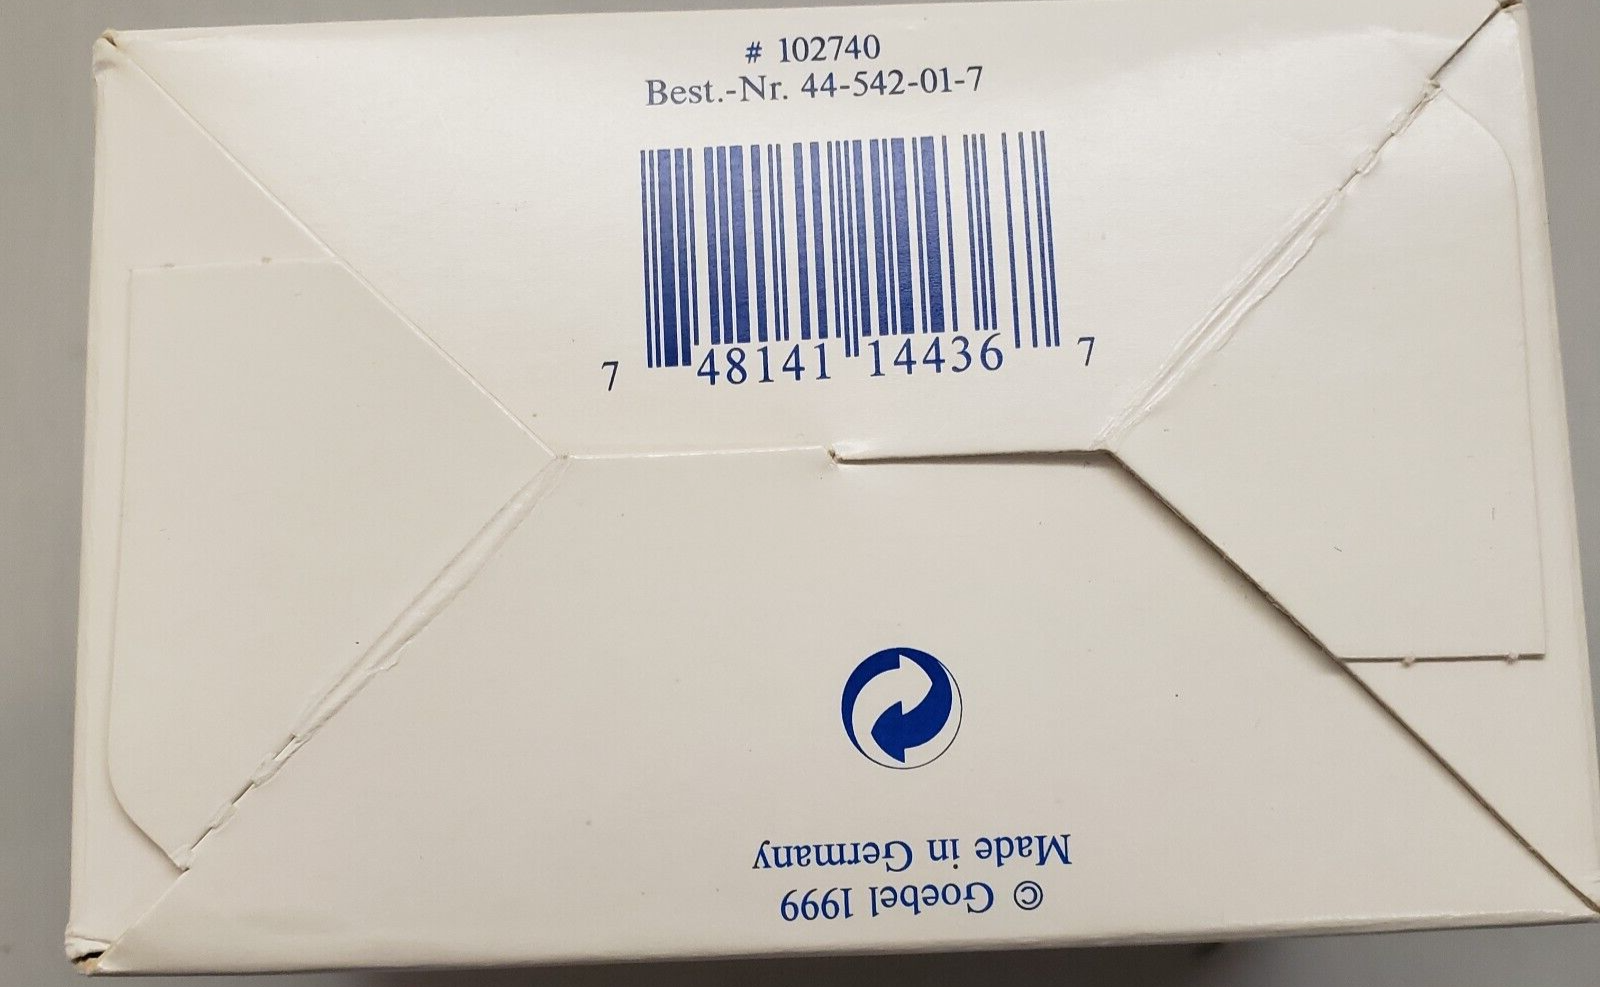 # 102740
Best.-Nr. 44-542-01-7
7 48141 14436 7
© Goebel 1999
Made in Germany